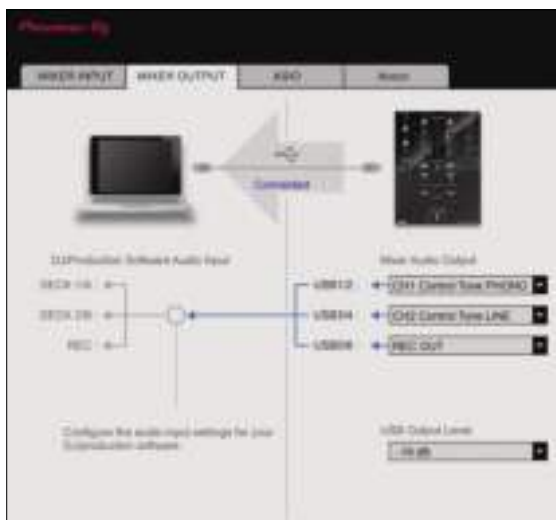 Pioneer Dj
MIXER INPUT
MIXER OUTPUT
ASIO
About
Connected
DJ/Production Software Audio Input
Mixer Audio Output
DECK 1/A
DECK 2/B
REC
USB1/2
CH1 Control Tone PHONO
USB3/4
CH2 Control Tone LINE
USB5/6
REC OUT
Configure the audio input settings for your
DJ/production software.
USB Output Level
dB